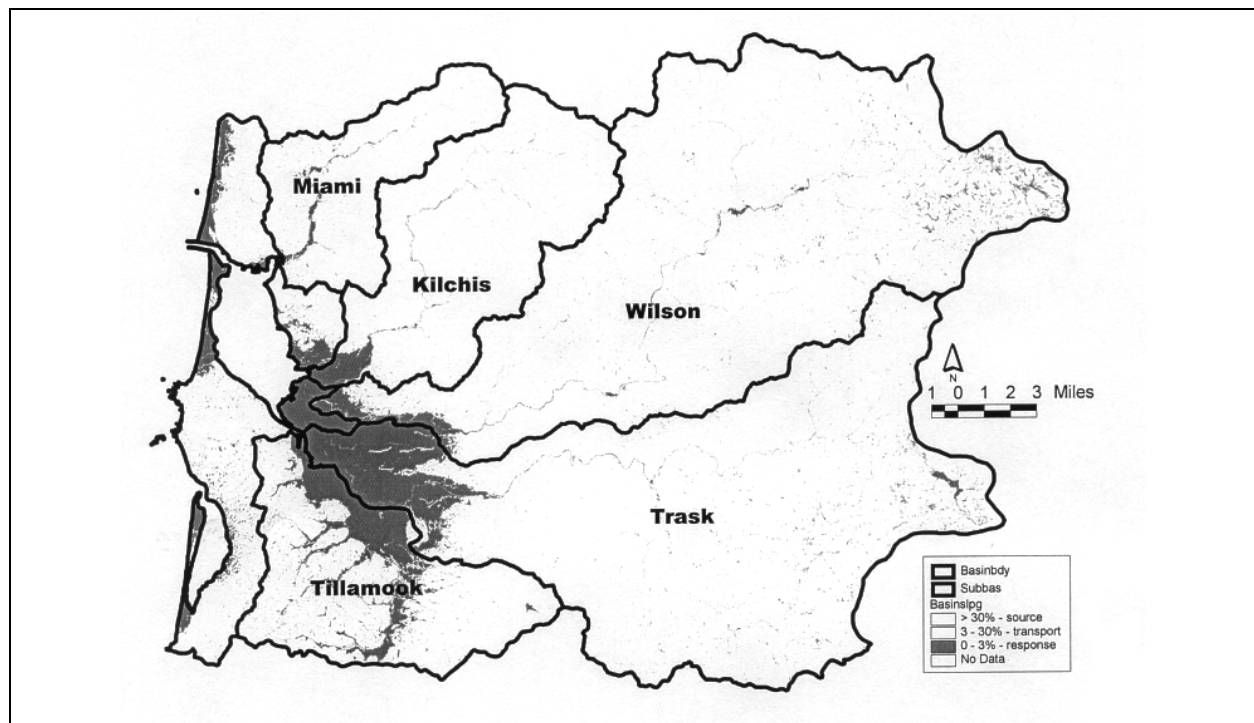 Miami
Kilchis
Wilson
N
1 0 1 2 3 Miles
Trask
Tillamook
Basinbdy
Subbas
Basinslpg
> 30% - source
3 - 30% - transport
0 - 3% - response
No Data